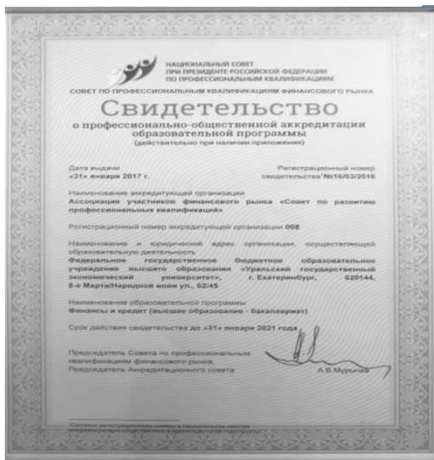 НАЦИОНАЛЬНЫЙ СОВЕТ
ПРИ ПРЕЗИДЕНТЕ РОССИЙСКОЙ ФЕДЕРАЦИИ
ПО ПРОФЕССИОНАЛЬНЫМ КВАЛИФИКАЦИЯМ
СОВЕТ ПО ПРОФЕССИОНАЛЬНЫМ КВАЛИФИКАЦИЯМ ФИНАНСОВОГО РЫНКА
Свидетельство
о профессионально-общественной аккредитации
образовательной программы
(действительно при наличии приложения)
Дата выдачи
«31» января 2017 г.
Регистрационный номер
свидетельства №16/03/2016
Наименование аккредитующей организации
Ассоциация участников финансового рынка «Совет по развитию
профессиональных квалификаций»
Регистрационный номер аккредитующей организации 008
Наименование и юридический адрес организации, осуществляющей
образовательную деятельность
Федеральное государственное бюджетное образовательное
учреждение высшего образования «Уральский государственный
экономический университет», г. Екатеринбург, 620144,
8-е Марта/Народной воли ул., 62/45
Наименование образовательной программы
Финансы и кредит (высшее образование - бакалавриат)
Срок действия свидетельства до «31» января 2021 года
Председатель Совета по профессиональным
квалификациям финансового рынка,
Председатель Аккредитационного совета
А.В.Мурычев